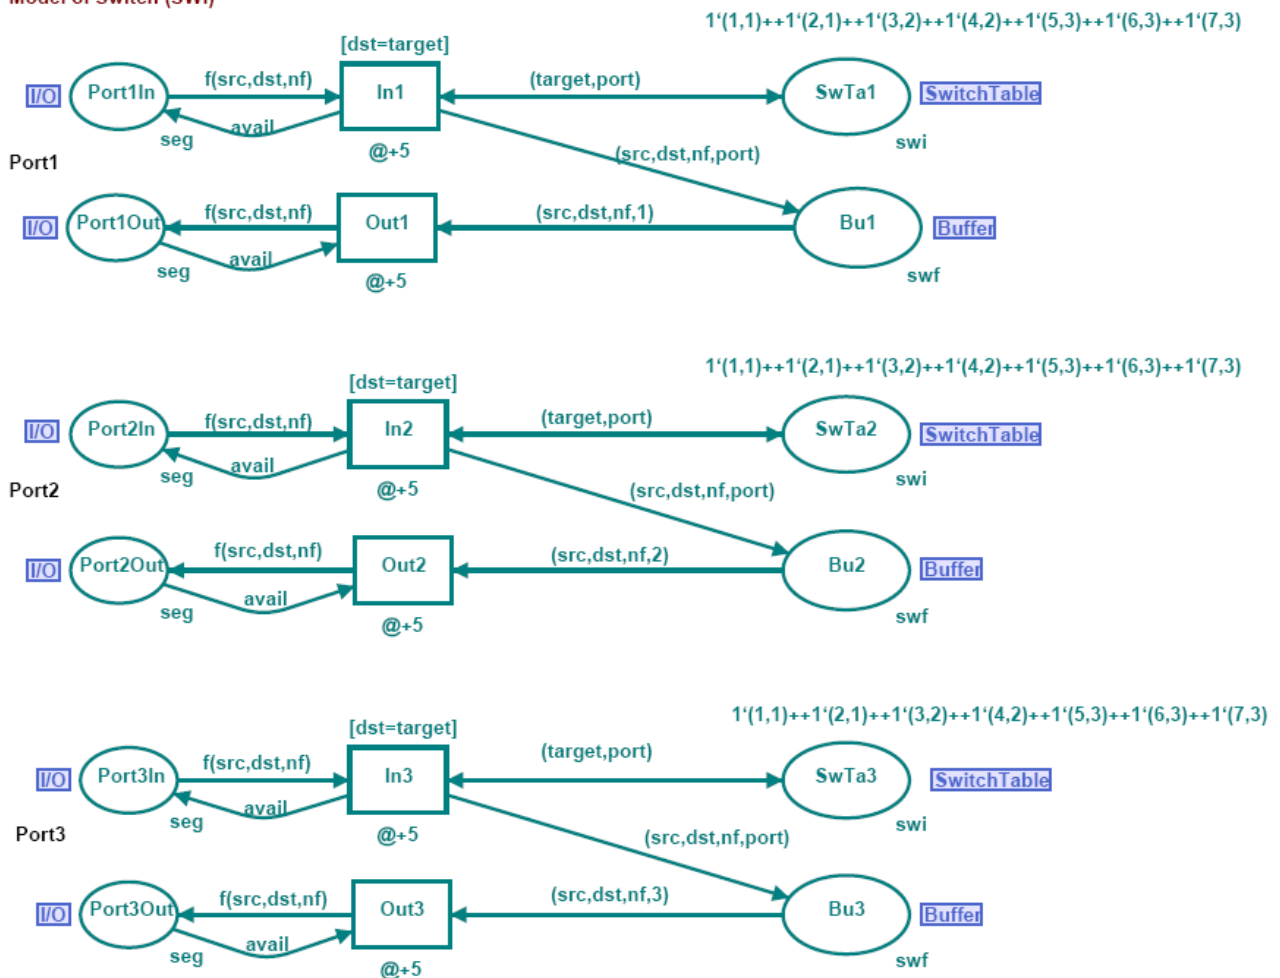 Model of Switch (SWI)
1‘(1,1)++1‘(2,1)++1‘(3,2)++1‘(4,2)++1‘(5,3)++1‘(6,3)++1‘(7,3)
[dst=target]
I/O Port1In f(src,dst,nf) In1 (target,port) SwTa1 SwitchTable
avail
seg
swi
@+5
Port1
(src,dst,nf,port)
I/O Port1Out f(src,dst,nf) Out1 (src,dst,nf,1) Bu1 Buffer
avail
seg
swf
@+5
1‘(1,1)++1‘(2,1)++1‘(3,2)++1‘(4,2)++1‘(5,3)++1‘(6,3)++1‘(7,3)
[dst=target]
I/O Port2In f(src,dst,nf) In2 (target,port) SwTa2 SwitchTable
avail
seg
swi
@+5
Port2
(src,dst,nf,port)
I/O Port2Out f(src,dst,nf) Out2 (src,dst,nf,2) Bu2 Buffer
avail
seg
swf
@+5
1‘(1,1)++1‘(2,1)++1‘(3,2)++1‘(4,2)++1‘(5,3)++1‘(6,3)++1‘(7,3)
[dst=target]
I/O Port3In f(src,dst,nf) In3 (target,port) SwTa3 SwitchTable
avail
seg
swi
@+5
Port3
(src,dst,nf,port)
I/O Port3Out f(src,dst,nf) Out3 (src,dst,nf,3) Bu3 Buffer
avail
seg
swf
@+5